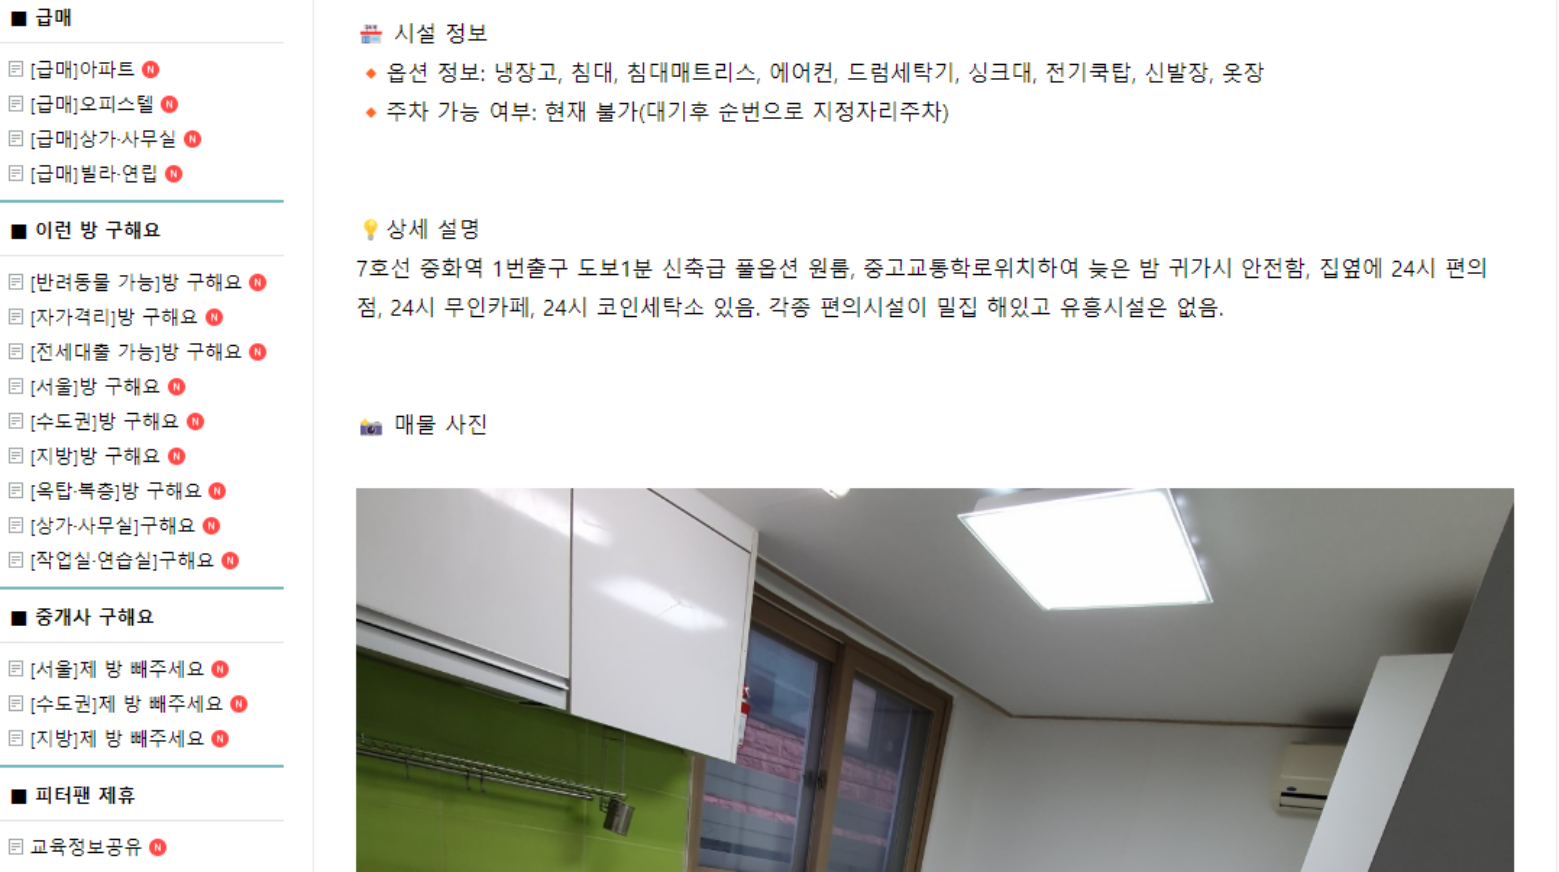 ■ 급매
[급매]아파트 N
[급매]오피스텔 N
[급매]상가·사무실 N
[급매]빌라·연립 N
■ 이런 방 구해요
[반려동물 가능]방 구해요 N
[자가격리]방 구해요 N
[전세대출 가능]방 구해요 N
[서울]방 구해요 N
[수도권]방 구해요 N
[지방]방 구해요 N
[옥탑·복층]방 구해요 N
[상가·사무실]구해요 N
[작업실·연습실]구해요 N
■ 중개사 구해요
[서울]제 방 빼주세요 N
[수도권]제 방 빼주세요 N
[지방]제 방 빼주세요 N
■ 피터팬 제휴
교육정보공유 N
🏪 시설 정보
🔸옵션 정보: 냉장고, 침대, 침대매트리스, 에어컨, 드럼세탁기, 싱크대, 전기쿡탑, 신발장, 옷장
🔸주차 가능 여부: 현재 불가(대기후 순번으로 지정자리주차)
💡상세 설명
7호선 중화역 1번출구 도보1분 신축급 풀옵션 원룸, 중고교통학로위치하여 늦은 밤 귀가시 안전함, 집옆에 24시 편의
점, 24시 무인카페, 24시 코인세탁소 있음. 각종 편의시설이 밀집 해있고 유흥시설은 없음.
📸 매물 사진